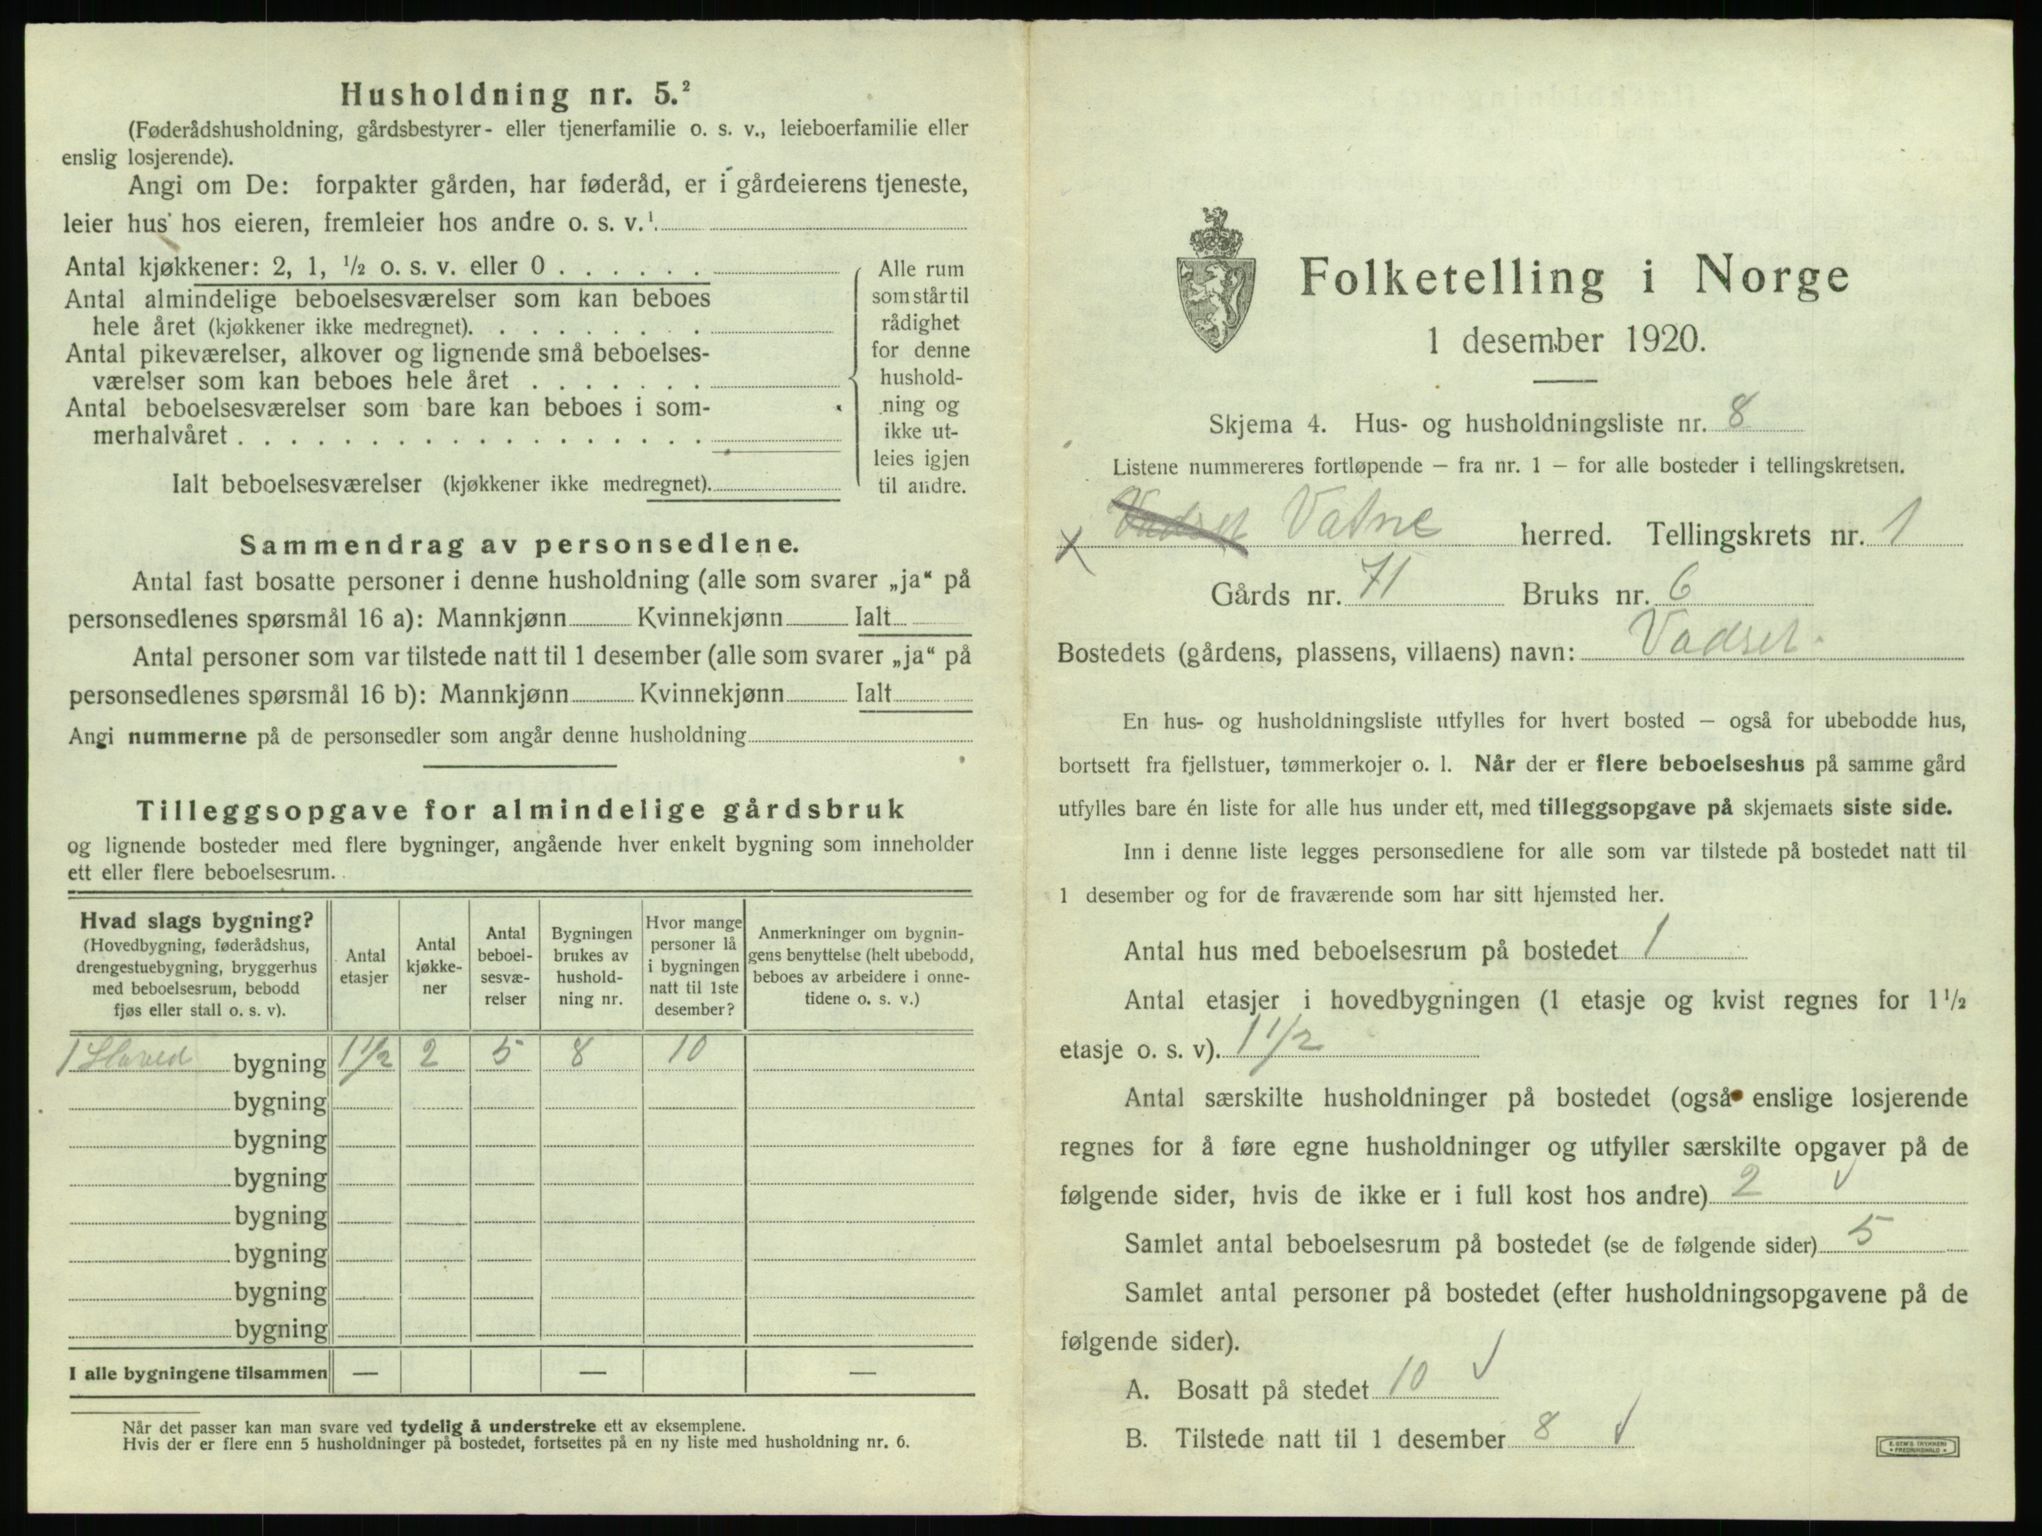 Husholdning nr. 5.²
(Føderådshusholdning, gårdsbestyrer- eller tjenerfamilie o. s. v., leieboerfamilie eller
enslig losjerende).
Angi om De: forpakter gården, har føderåd, er i gårdeierens tjeneste,
leier hus hos eieren, fremleier hos andre o. s. v.¹
Antal kjøkkener: 2, 1, ½ o. s. v. eller 0 . . . . . .
Antal almindelige beboelsesværelser som kan beboes
hele året (kjøkkener ikke medregnet). . . . . . . . .
Antal pikeværelser, alkover og lignende små beboelses-
værelser som kan beboes hele året . . . . . . .
Antal beboelsesværelser som bare kan beboes i som-
merhalvåret . . . . . . . . . . . . . . . . . .
Ialt beboelsesværelser (kjøkkener ikke medregnet).
Alle rum
som står til
rådighet
for denne
hushold-
ning og
ikke ut-
leies igjen
til andre.
Sammendrag av personsedlene.
Antal fast bosatte personer i denne husholdning (alle som svarer „ja“ på
personsedlenes spørsmål 16 a): Mannkjønn Kvinnekjønn Ialt
Antal personer som var tilstede natt til 1 desember (alle som svarer „ja“ på
personsedlenes spørsmål 16 b): Mannkjønn Kvinnekjønn Ialt
Angi nummerne på de personsedler som angår denne husholdning
Tilleggsopgave for almindelige gårdsbruk
og lignende bosteder med flere bygninger, angående hver enkelt bygning som inneholder
ett eller flere beboelsesrum.
Hvad slags bygning?
(Hovedbygning, føderådshus,
drengestuebygning, bryggerhus
med beboelsesrum, bebodd
fjøs eller stall o. s. v).
Antal
etasjer
Antal
kjøkke-
ner
Antal
beboel-
sesvæ-
relser
Bygningen
brukes av
hushold-
ning nr.
Hvor mange
personer lå
i bygningen
natt til 1ste
desember?
Anmerkninger om bygnin-
gens benyttelse (helt ubebodd,
beboes av arbeidere i onne-
tidene o. s. v.)
1 Hoved bygning 1 1/2 2 5 8 10
bygning
bygning
bygning
bygning
bygning
bygning
bygning
I alle bygningene tilsammen — — —
Når det passer kan man svare ved tydelig å understreke ett av eksemplene.
Hvis der er flere enn 5 husholdninger på bostedet, fortsettes på en ny liste med husholdning nr. 6.
Folketelling i Norge
1 desember 1920.
Skjema 4. Hus- og husholdningsliste nr. 8
Listene nummereres fortløpende — fra nr. 1 — for alle bosteder i tellingskretsen.
x Vadset Vatne herred. Tellingskrets nr. 1
Gårds nr. 71 Bruks nr. 6
Bostedets (gårdens, plassens, villaens) navn: Vadset.
En hus- og husholdningsliste utfylles for hvert bosted — også for ubebodde hus,
bortsett fra fjellstuer, tømmerkojer o. l. Når der er flere beboelseshus på samme gård
utfylles bare én liste for alle hus under ett, med tilleggsopgave på skjemaets siste side.
Inn i denne liste legges personsedlene for alle som var tilstede på bostedet natt til
1 desember og for de fraværende som har sitt hjemsted her.
Antal hus med beboelsesrum på bostedet 1
Antal etasjer i hovedbygningen (1 etasje og kvist regnes for 1 ½
etasje o. s. v). 1 1/2
Antal særskilte husholdninger på bostedet (også enslige losjerende
regnes for å føre egne husholdninger og utfyller særskilte opgaver på de
følgende sider, hvis de ikke er i full kost hos andre) 2 ✓
Samlet antal beboelsesrum på bostedet (se de følgende sider) 5
Samlet antal personer på bostedet (efter husholdningsopgavene på de
følgende sider).
A. Bosatt på stedet 10 ✓
B. Tilstede natt til 1 desember 8 ✓